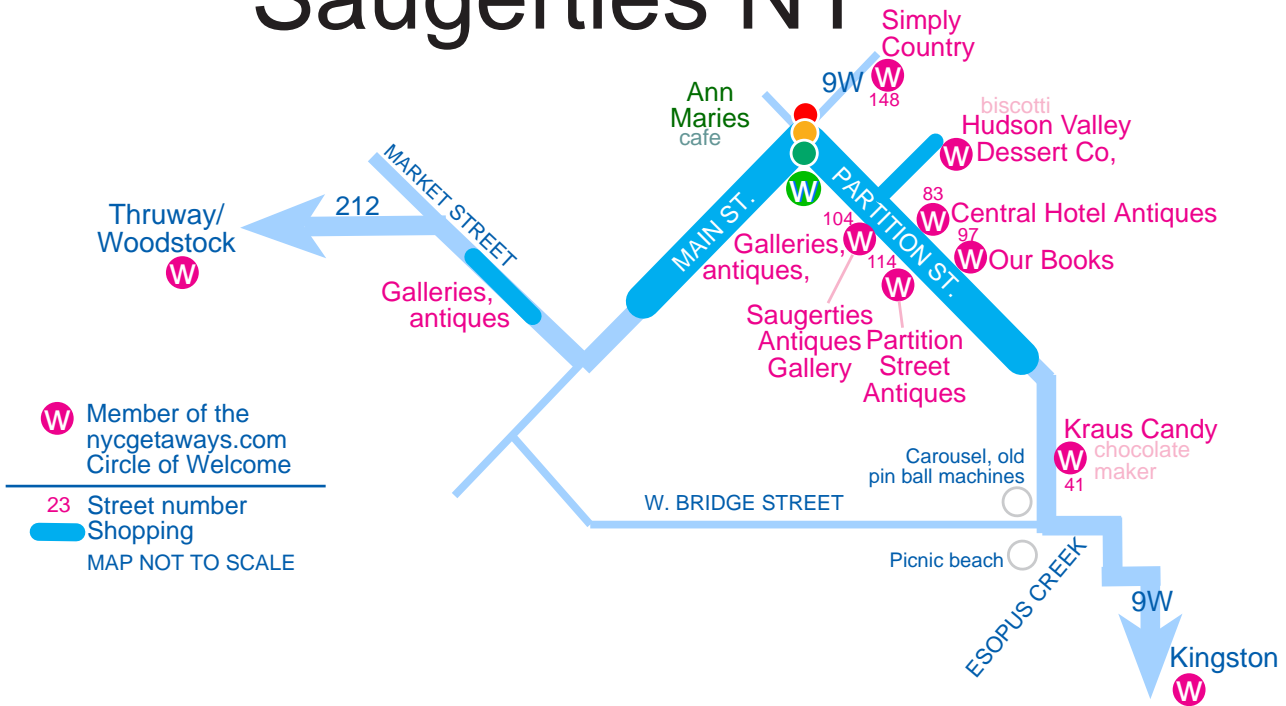 Saugerties NY
Simply
Country
9W
W
148
Ann
Maries
cafe
biscotti
Hudson Valley
W Dessert Co,
MARKET STREET
212
Thruway/
Woodstock
W
MAIN ST.
W
PARTITION ST.
83
W Central Hotel Antiques
97
W Our Books
104
W
Galleries,
antiques,
114
W
Galleries,
antiques
Saugerties
Antiques
Gallery
Partition
Street
Antiques
W Member of the
nycgetaways.com
Circle of Welcome
23 Street number
Shopping
MAP NOT TO SCALE
Kraus Candy
W chocolate
maker
41
Carousel, old
pin ball machines
W. BRIDGE STREET
Picnic beach
ESOPUS CREEK
9W
Kingston
W